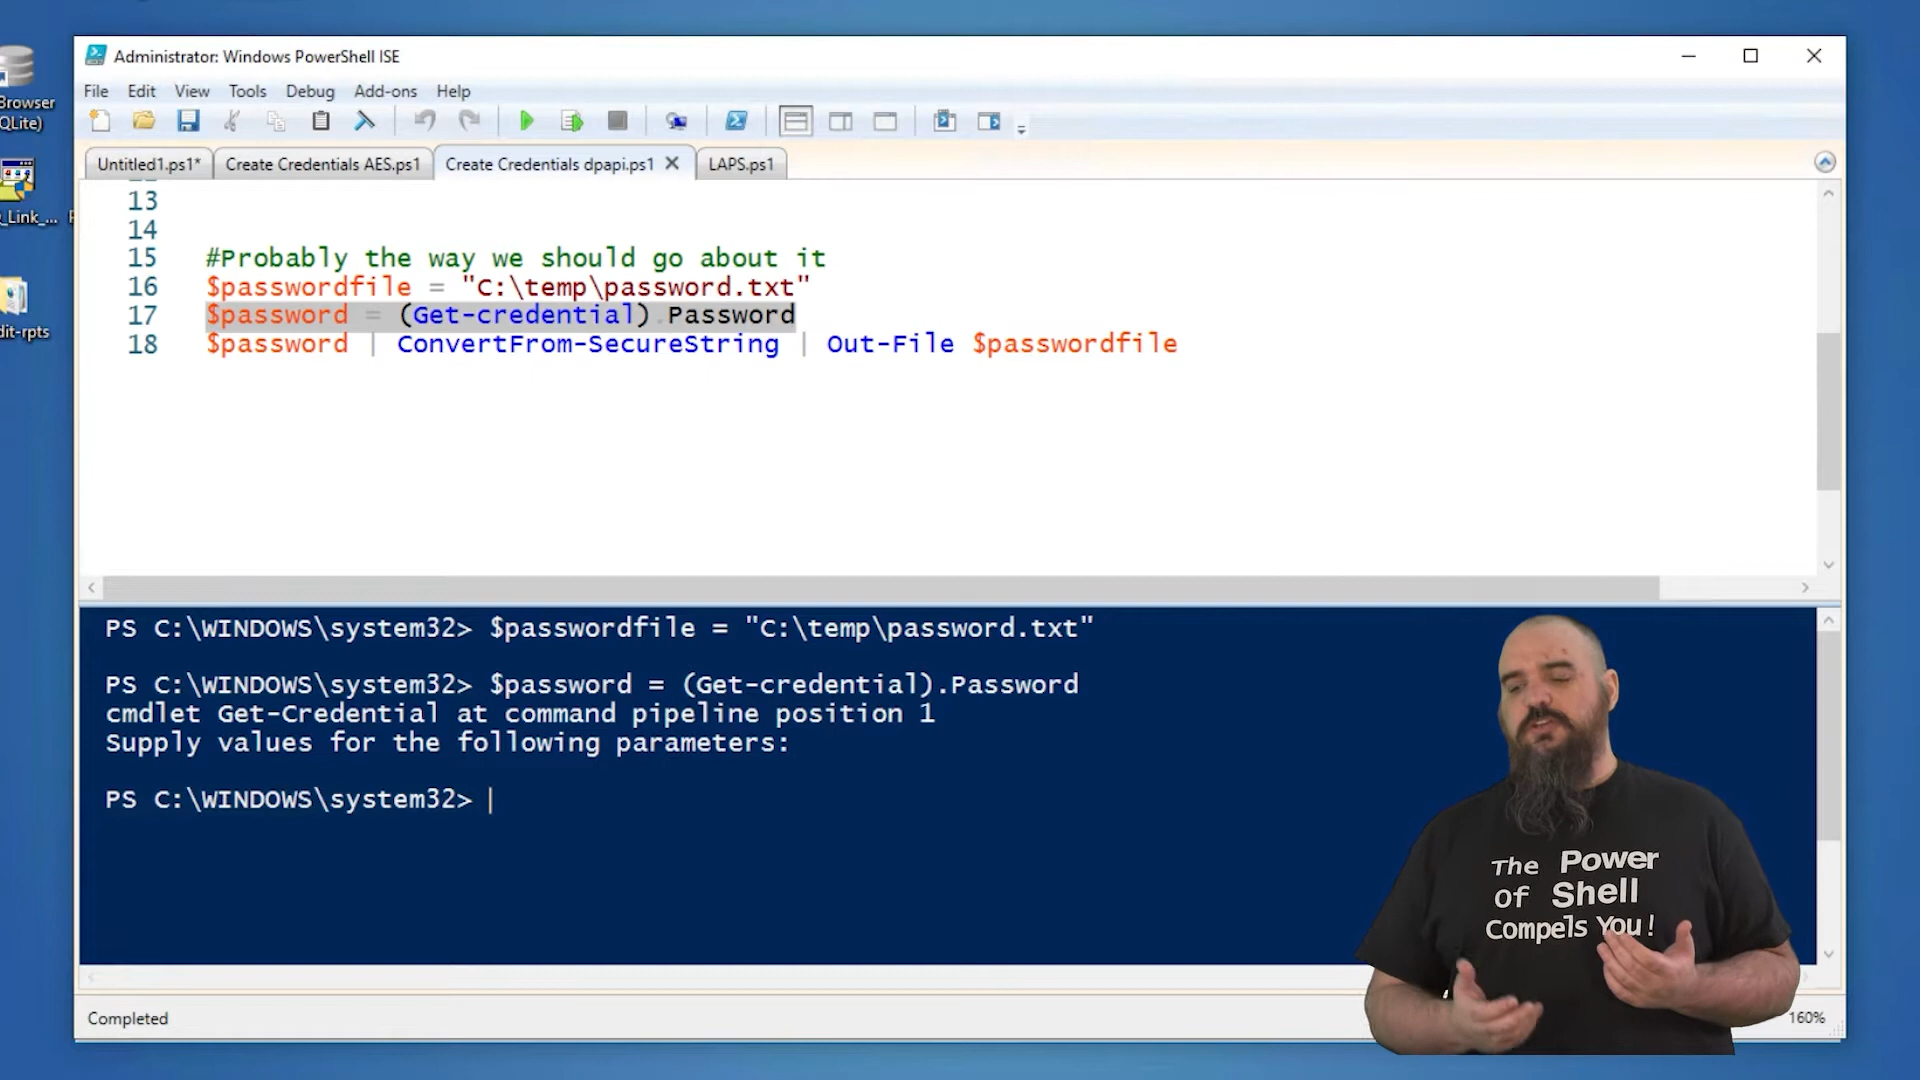 Browser
QLite)
_Link_...
dit-rpts
Administrator: Windows PowerShell ISE
File Edit View Tools Debug Add-ons Help
Untitled1.ps1* Create Credentials AES.ps1 Create Credentials dpapi.ps1 LAPS.ps1
13
14
15 #Probably the way we should go about it
16 $passwordfile = "C:\temp\password.txt"
17 $password = (Get-credential).Password
18 $password | ConvertFrom-SecureString | Out-File $passwordfile
PS C:\WINDOWS\system32> $passwordfile = "C:\temp\password.txt"
PS C:\WINDOWS\system32> $password = (Get-credential).Password
cmdlet Get-Credential at command pipeline position 1
Supply values for the following parameters:
PS C:\WINDOWS\system32>
The Power
of Shell
Compels You!
Completed
160%